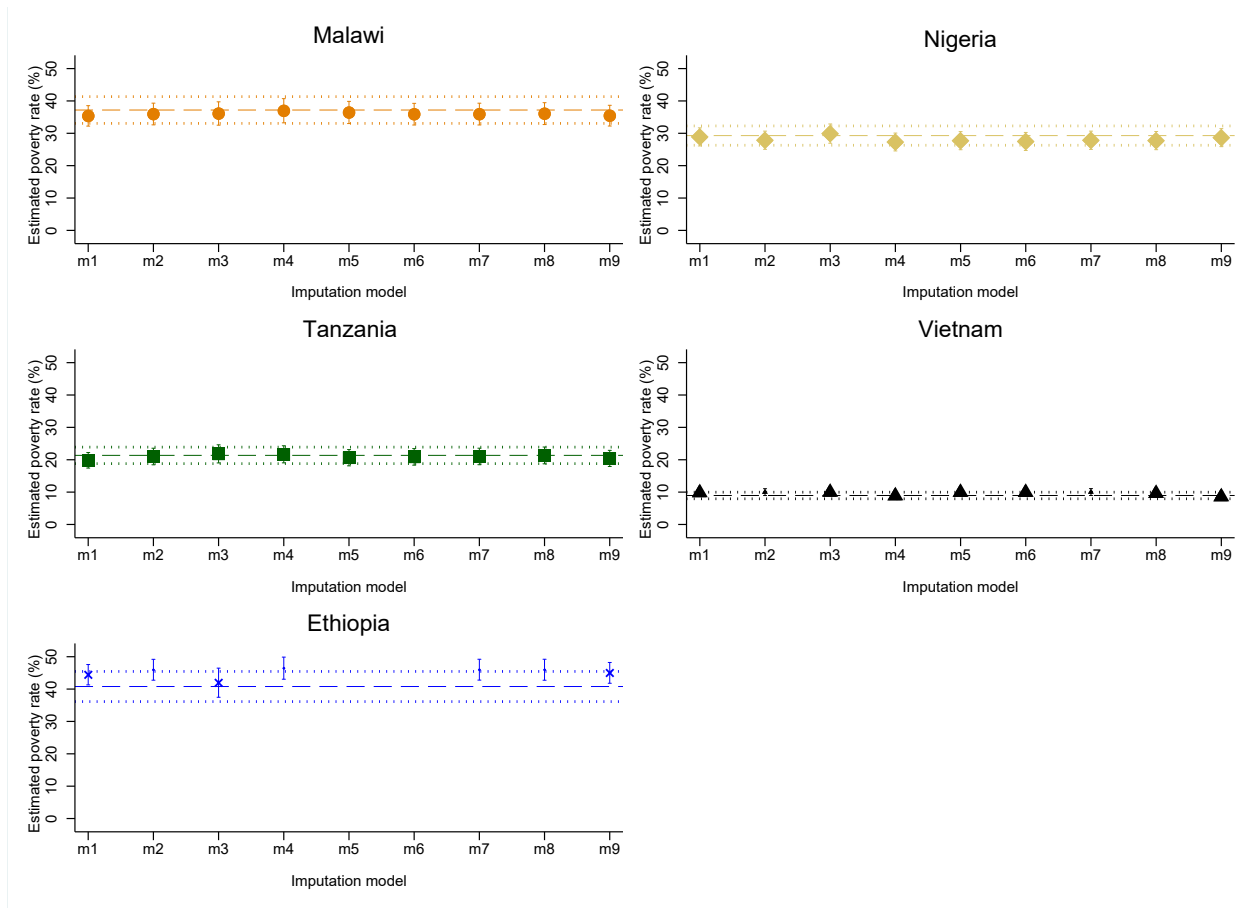 Malawi
Estimated poverty rate (%)
50
40
30
20
10
0
m1 m2 m3 m4 m5 m6 m7 m8 m9
Imputation model
Nigeria
Estimated poverty rate (%)
50
40
30
20
10
0
m1 m2 m3 m4 m5 m6 m7 m8 m9
Imputation model
Tanzania
Estimated poverty rate (%)
50
40
30
20
10
0
m1 m2 m3 m4 m5 m6 m7 m8 m9
Imputation model
Vietnam
Estimated poverty rate (%)
50
40
30
20
10
0
m1 m2 m3 m4 m5 m6 m7 m8 m9
Imputation model
Ethiopia
Estimated poverty rate (%)
50
40
30
20
10
0
m1 m2 m3 m4 m5 m6 m7 m8 m9
Imputation model